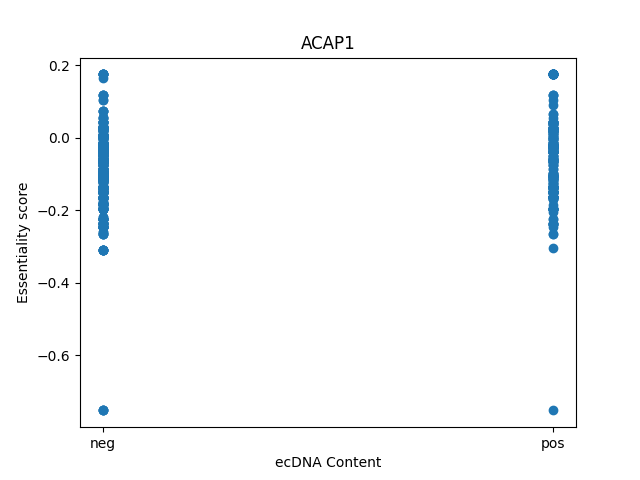 ACAP1
0.2
0.0
−0.2
−0.4
−0.6
Essentiality score
neg
pos
ecDNA Content